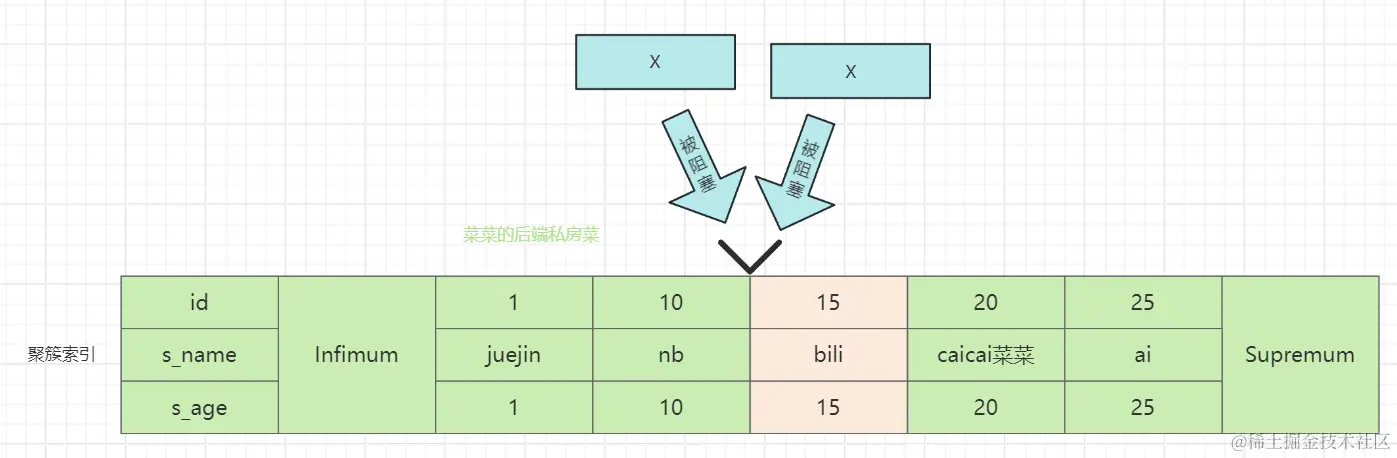 X
X
被阻塞
被阻塞
菜菜的后端私房菜
id
Infimum
1
10
15
20
25
Supremum
聚簇索引
s_name
juejin
nb
bili
caicai菜菜
ai
s_age
1
10
15
20
25
@稀土掘金技术社区